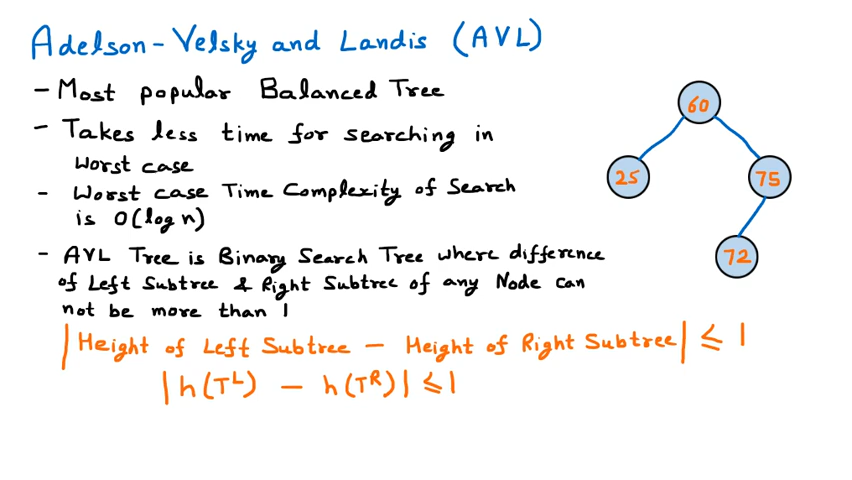 Adelson-Velsky and Landis (AVL)
- Most popular Balanced Tree
- Takes less time for searching in
worst case
- Worst case Time Complexity of Search
is O(log n)
- AVL Tree is Binary Search Tree where difference
of Left Subtree & Right Subtree of any Node can
not be more than 1
|Height of Left Subtree - Height of Right Subtree| ≤ 1
|h(T^L) - h(T^R)| ≤ 1
60
25
75
72